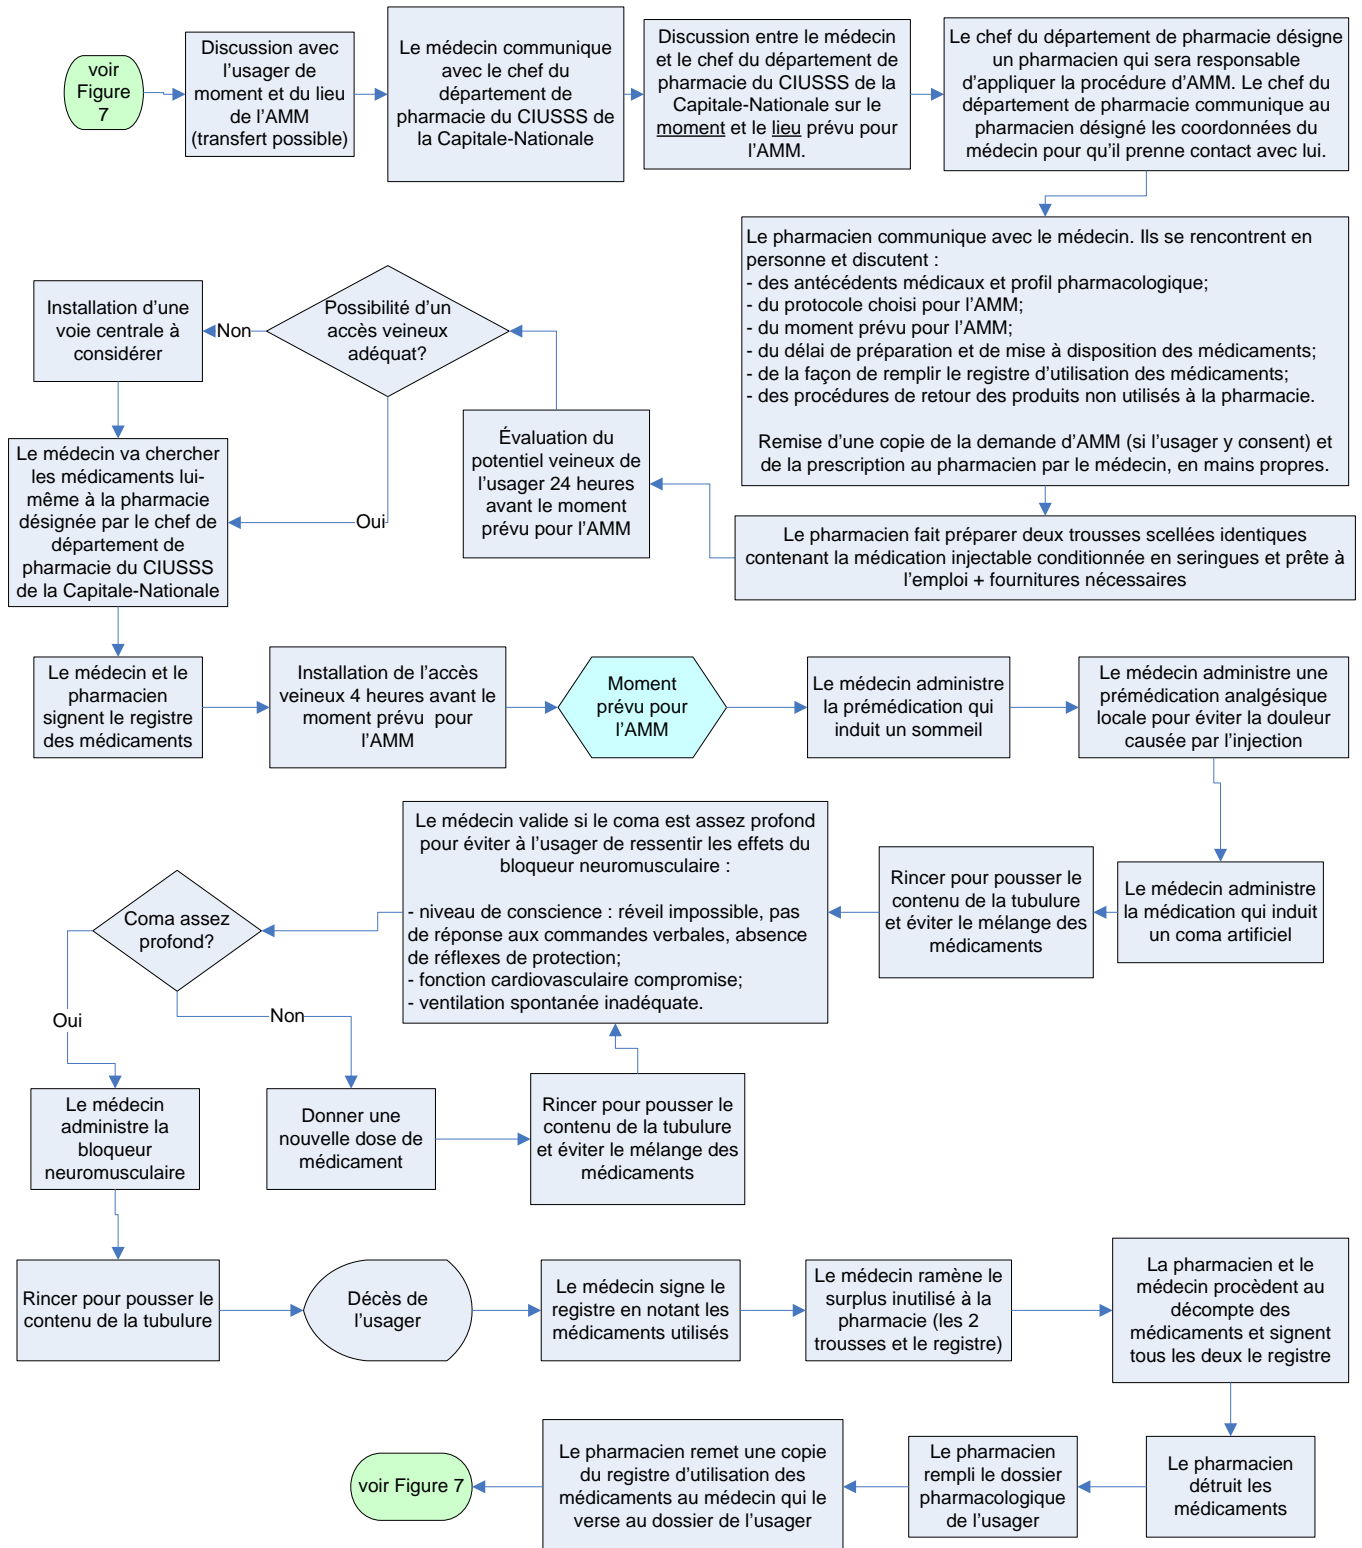 voir
Figure
7
Discussion avec
l'usager de
moment et du lieu
de l'AMM
(transfert possible)
Le médecin communique
avec le chef du
département de
pharmacie du CIUSSS de
la Capitale-Nationale
Discussion entre le médecin
et le chef du département de
pharmacie du CIUSSS de la
Capitale-Nationale sur le
moment et le lieu prévu pour
l'AMM.
Le chef du département de pharmacie désigne
un pharmacien qui sera responsable
d'appliquer la procédure d'AMM. Le chef du
département de pharmacie communique au
pharmacien désigné les coordonnées du
médecin pour qu'il prenne contact avec lui.
Le pharmacien communique avec le médecin. Ils se rencontrent en
personne et discutent :
- des antécédents médicaux et profil pharmacologique;
- du protocole choisi pour l'AMM;
- du moment prévu pour l'AMM;
- du délai de préparation et de mise à disposition des médicaments;
- de la façon de remplir le registre d'utilisation des médicaments;
- des procédures de retour des produits non utilisés à la pharmacie.
Remise d'une copie de la demande d'AMM (si l'usager y consent) et
de la prescription au pharmacien par le médecin, en mains propres.
Le pharmacien fait préparer deux trousses scellées identiques
contenant la médication injectable conditionnée en seringues et prête à
l'emploi + fournitures nécessaires
Évaluation du
potentiel veineux de
l'usager 24 heures
avant le moment
prévu pour l'AMM
Possibilité d'un
accès veineux
adéquat?
Non
Installation d'une
voie centrale à
considérer
Oui
Le médecin va chercher
les médicaments lui-
même à la pharmacie
désignée par le chef de
département de
pharmacie du CIUSSS
de la Capitale-Nationale
Le médecin et le
pharmacien
signent le registre
des médicaments
Installation de l'accès
veineux 4 heures avant le
moment prévu pour
l'AMM
Moment
prévu pour
l'AMM
Le médecin administre
la prémédication qui
induit un sommeil
Le médecin administre une
prémédication analgésique
locale pour éviter la douleur
causée par l'injection
Le médecin administre
la médication qui induit
un coma artificiel
Rincer pour pousser le
contenu de la tubulure
et éviter le mélange des
médicaments
Le médecin valide si le coma est assez profond
pour éviter à l'usager de ressentir les effets du
bloqueur neuromusculaire :
- niveau de conscience : réveil impossible, pas
de réponse aux commandes verbales, absence
de réflexes de protection;
- fonction cardiovasculaire compromise;
- ventilation spontanée inadéquate.
Coma assez
profond?
Oui
Non
Le médecin
administre la
bloqueur
neuromusculaire
Donner une
nouvelle dose de
médicament
Rincer pour pousser le
contenu de la tubulure
et éviter le mélange des
médicaments
Rincer pour pousser le
contenu de la tubulure
Décès de
l'usager
Le médecin signe le
registre en notant les
médicaments utilisés
Le médecin ramène le
surplus inutilisé à la
pharmacie (les 2
trousses et le registre)
La pharmacien et le
médecin procèdent au
décompte des
médicaments et signent
tous les deux le registre
Le pharmacien
détruit les
médicaments
Le pharmacien
rempli le dossier
pharmacologique
de l'usager
Le pharmacien remet une copie
du registre d'utilisation des
médicaments au médecin qui le
verse au dossier de l'usager
voir Figure 7